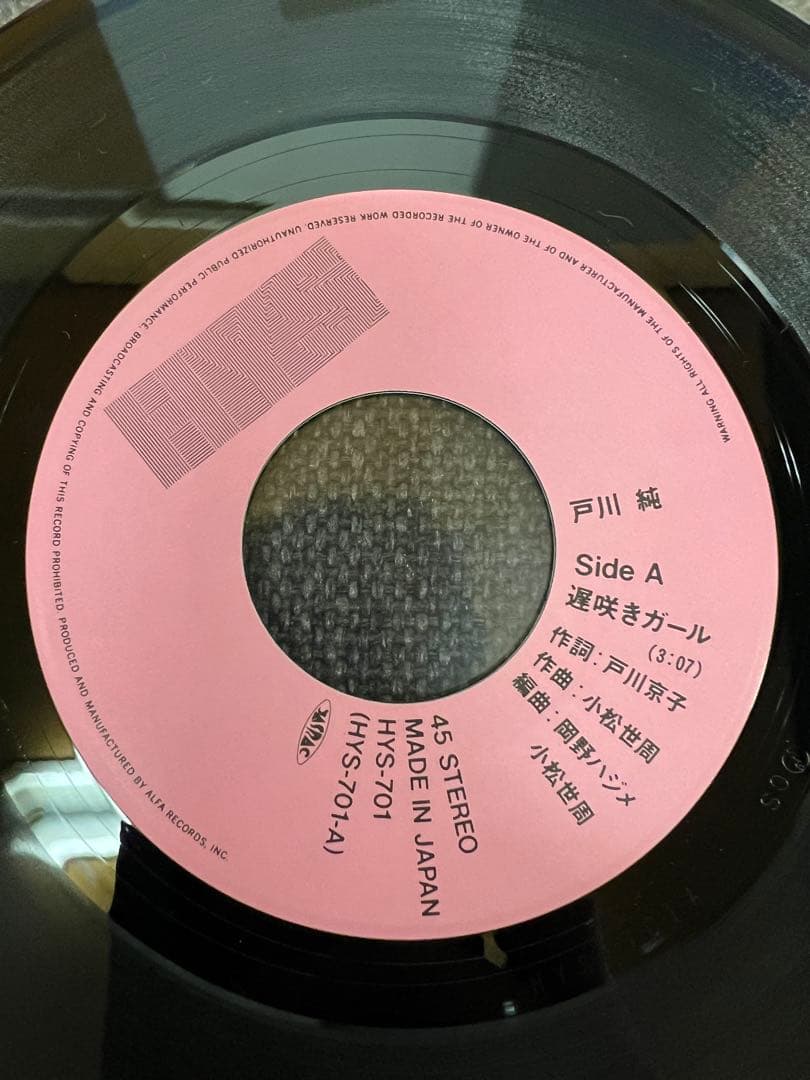 戸川 純
Side A
遅咲きガール
(3:07)
作詞:戸川京子
作曲:小松世周
編曲:岡野ハジメ
小松世周
45 STEREO
MADE IN JAPAN
HYS-701
(HYS-701-A)
JASRAC
WARNING ALL RIGHTS OF THE MANUFACTURER AND OF THE OWNER OF THE RECORDED WORK RESERVED. UNAUTHORIZED PUBLIC PERFORMANCE, BROADCASTING AND COPYING OF THIS RECORD PROHIBITED. PRODUCED AND MANUFACTURED BY ALFA RECORDS, INC.